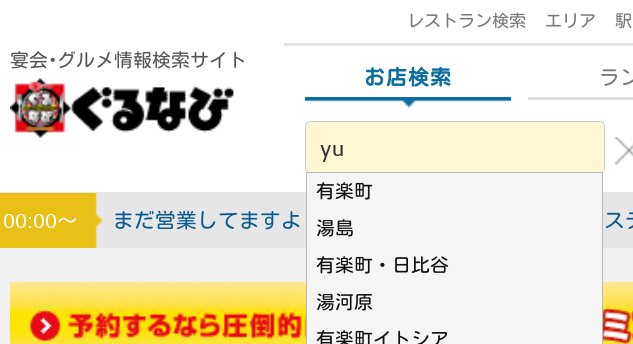 レストラン検索 エリア 駅
宴会・グルメ情報検索サイト
ぐるなび
お店検索
ラン
yu
有楽町
湯島
有楽町・日比谷
湯河原
有楽町イトシア
00:00～ まだ営業してますよ
ステ
予約するなら圧倒的